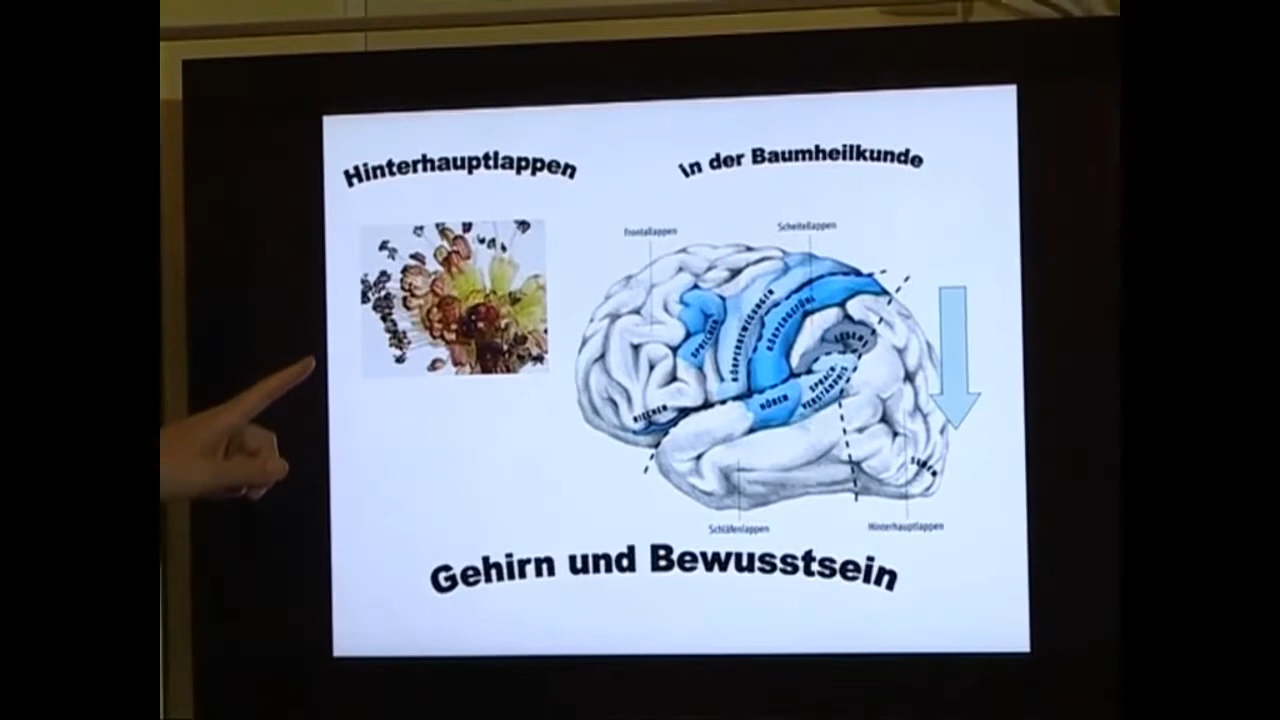 Hinterhauptlappen
in der Baumheilkunde
Frontallappen
Scheitellappen
SPRECHEN
KÖRPERBEWEGUNGEN
KÖRPERGEFÜHL
LESEN
SPRACH-
VERSTÄNDNIS
HÖREN
RIECHEN
SEHEN
Schläfenlappen
Hinterhauptlappen
Gehirn und Bewusstsein